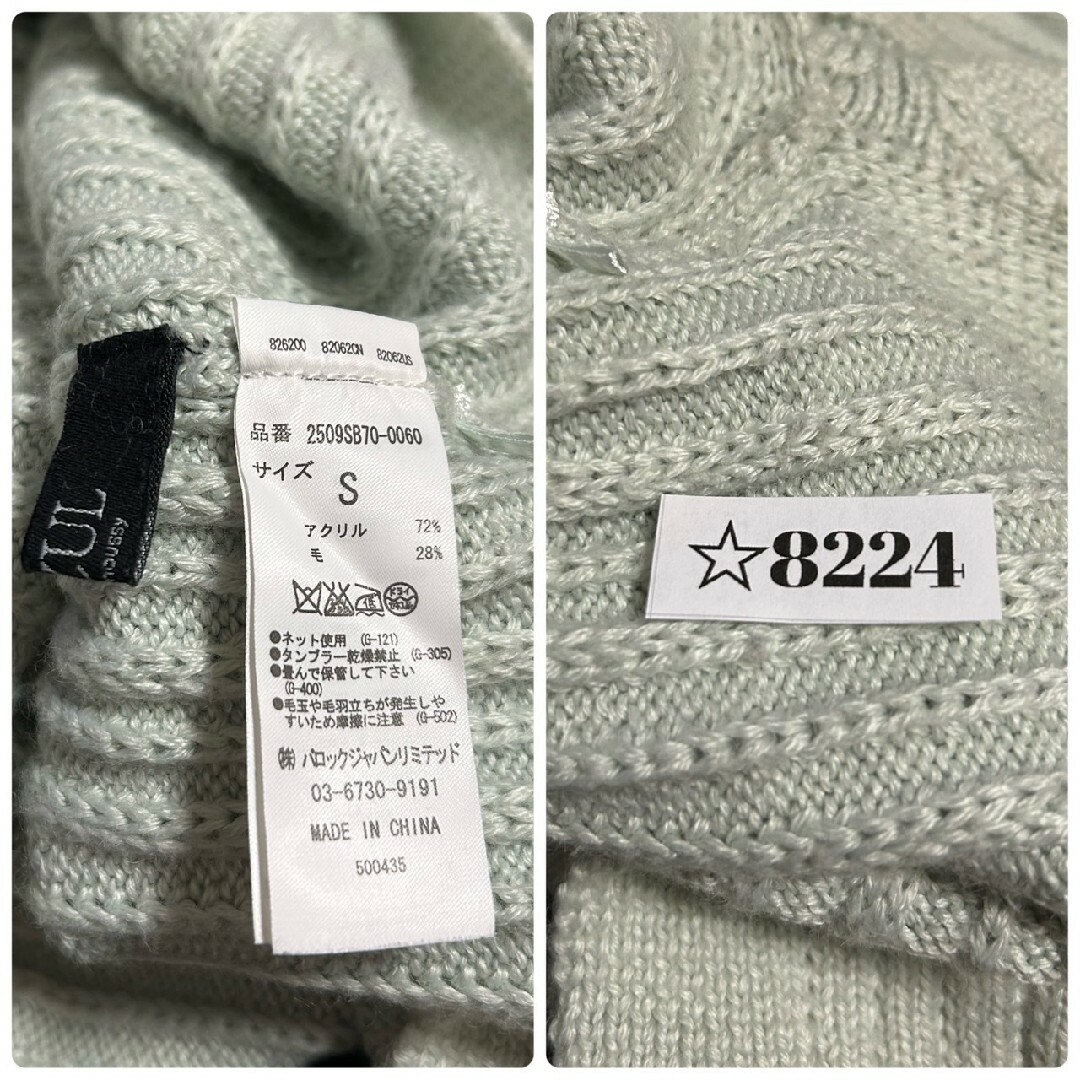 826200 82062CN 82062US
品番 2509SB70-0060
サイズ S
アクリル 72%
毛 28%
●ネット使用 (G-121)
●タンブラー乾燥禁止 (G-305)
●畳んで保管して下さい
(G-400)
●毛玉や毛羽立ちが発生しや
すいため摩擦に注意 (G-502)
㈱バロックジャパンリミテッド
03-6730-9191
MADE IN CHINA
500435
UL
moussy
☆8224